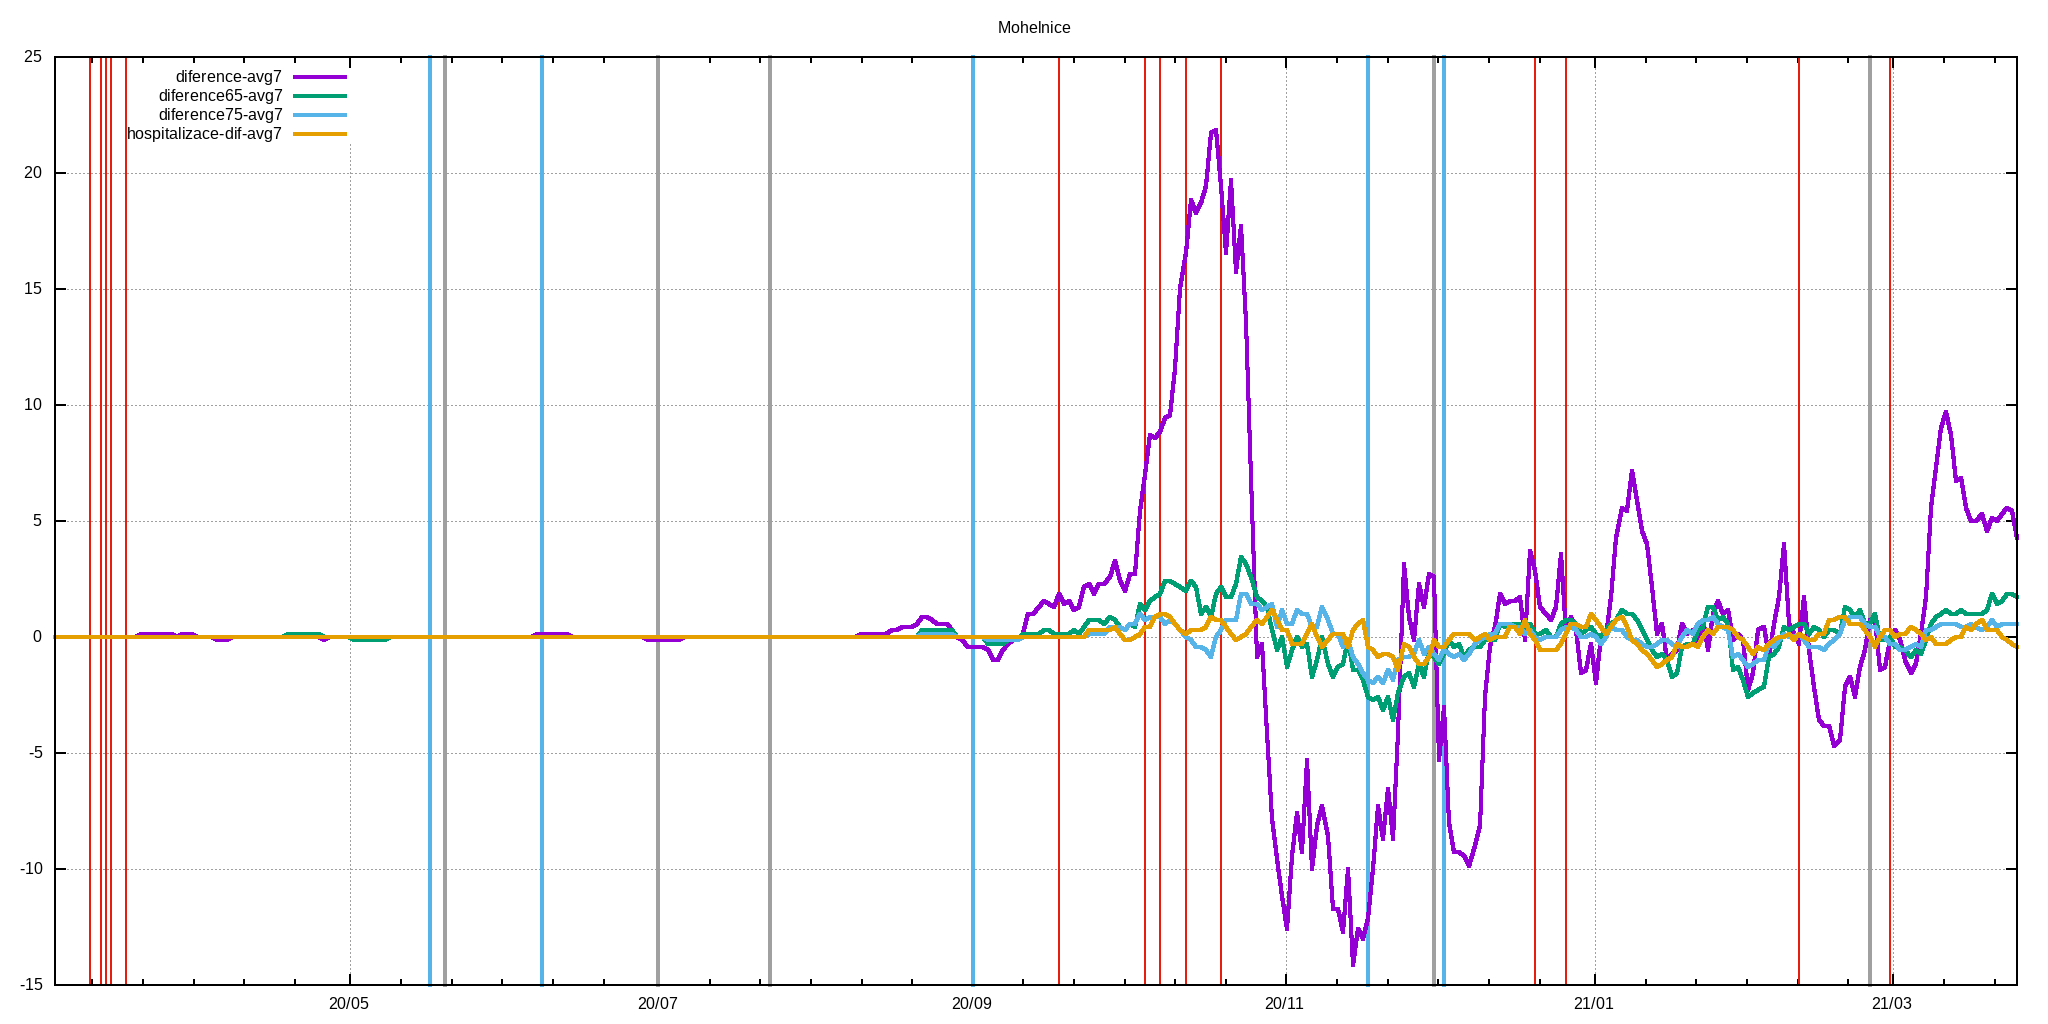 Mohelnice
25
diference-avg7
diference65-avg7
diference75-avg7
hospitalizace-dif-avg7
20
15
10
5
0
-5
-10
-15
20/05 20/07 20/09 20/11 21/01 21/03